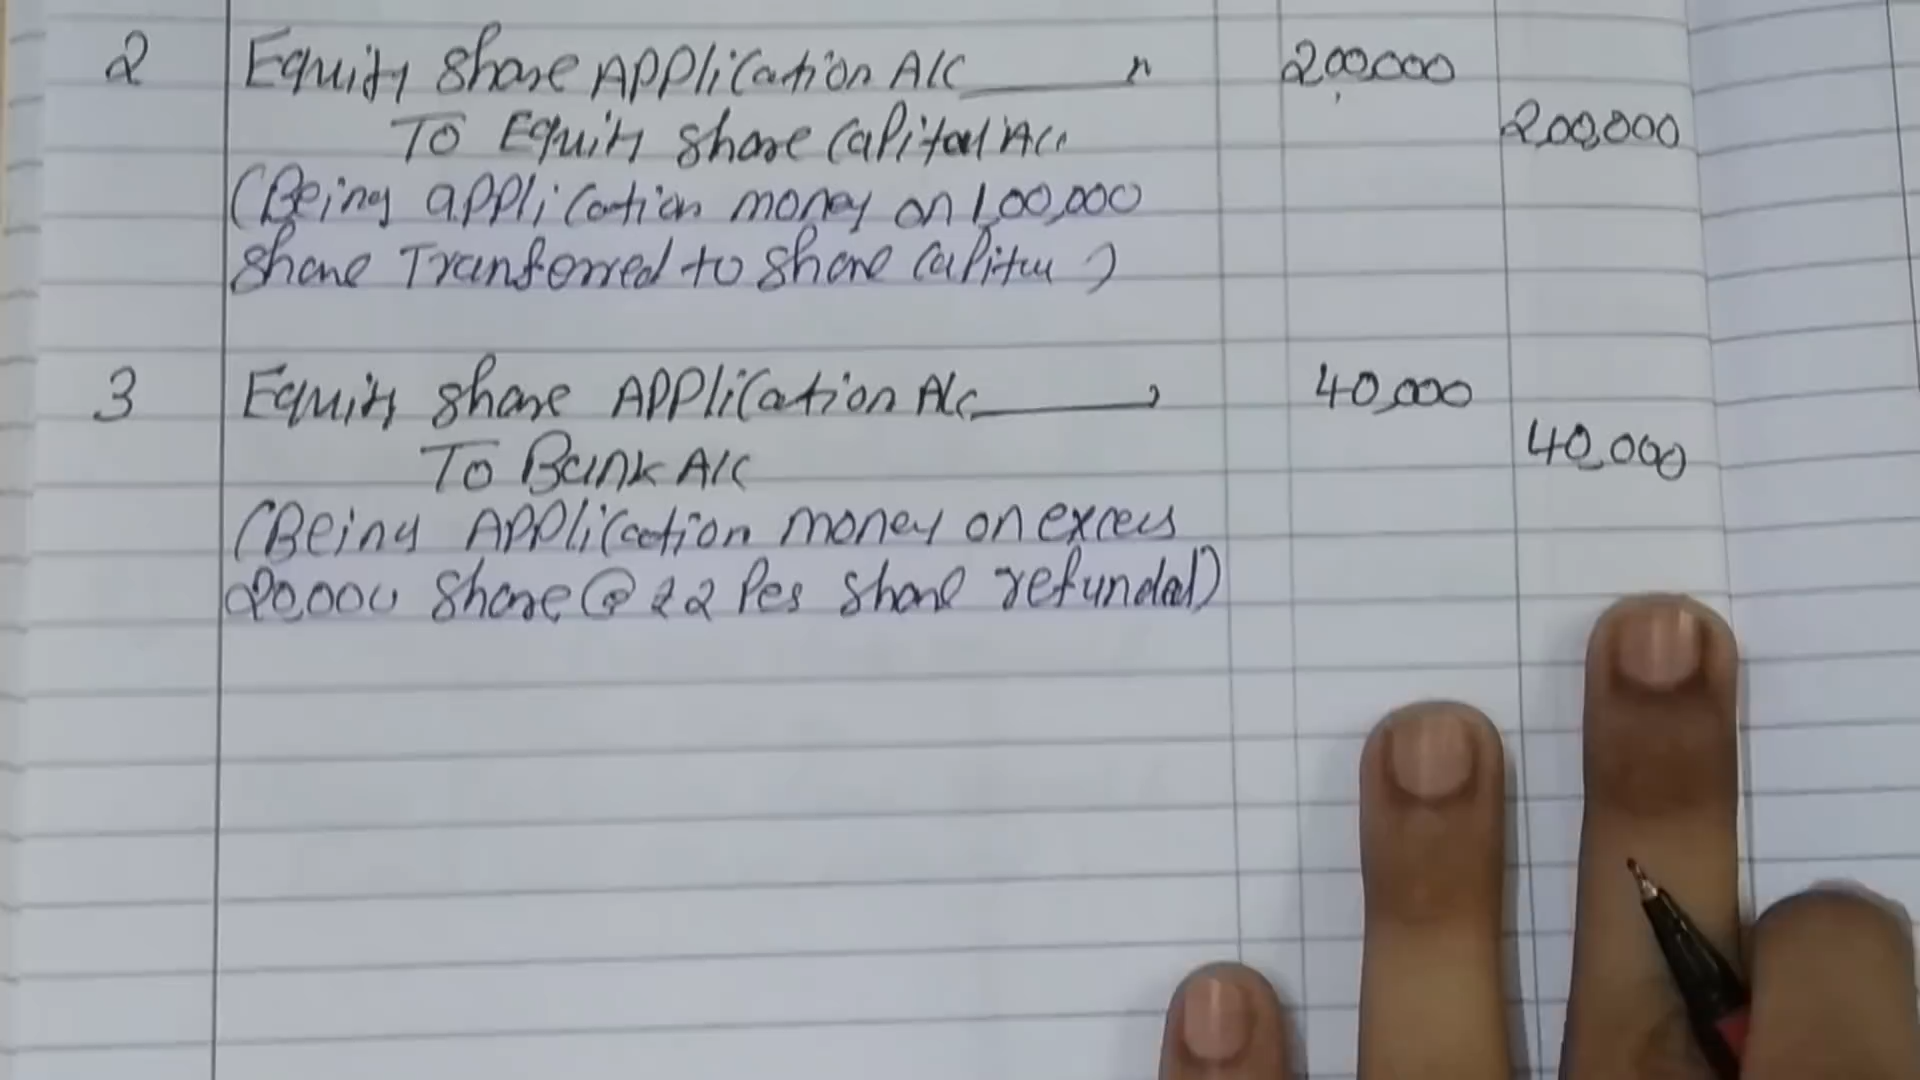 2 Equity Share Application A/C 200,000
To Equity Share Capital A/c 200,000
(Being application money on 1,00,000
share Tranferred to share Capital)
3 Equity Share Application A/c 40,000
To Bank A/C 40,000
(Being Application money on excess
20,000 Share @ 2 Per Share refunded)